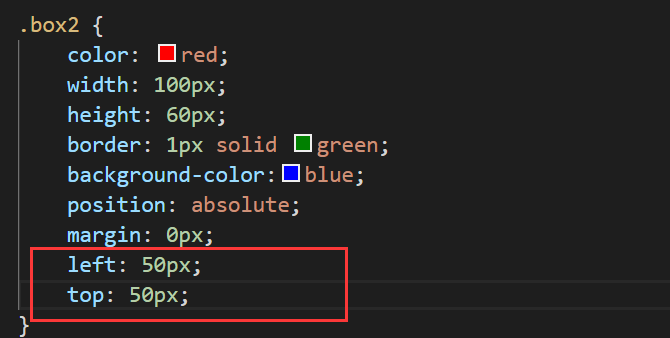 .box2 {
color: red;
width: 100px;
height: 60px;
border: 1px solid green;
background-color: blue;
position: absolute;
margin: 0px;
left: 50px;
top: 50px;
}